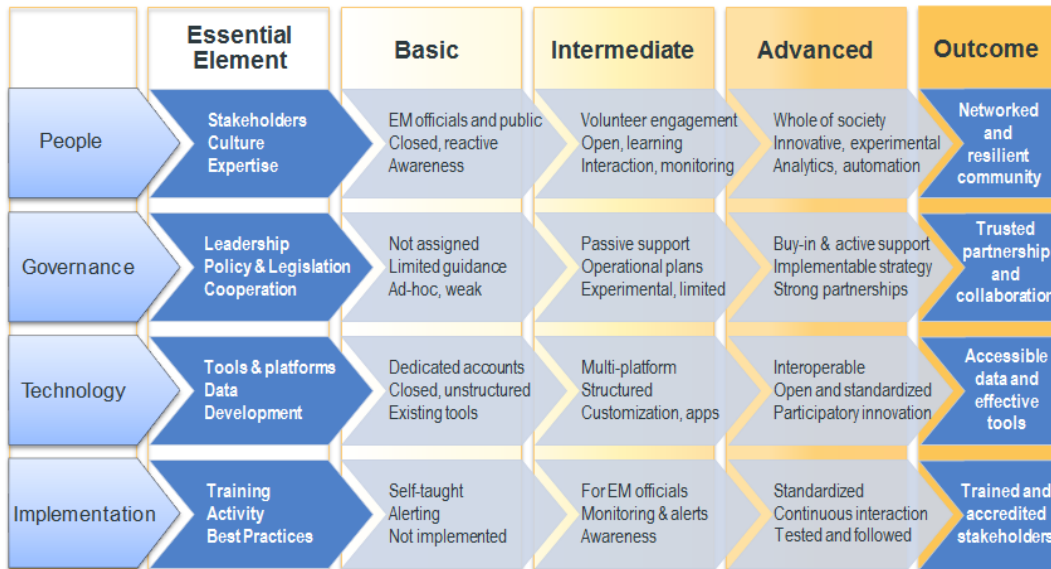 Essential
Element
Basic
Intermediate
Advanced
Outcome
People
Stakeholders
Culture
Expertise
EM officials and public
Closed, reactive
Awareness
Volunteer engagement
Open, learning
Interaction, monitoring
Whole of society
Innovative, experimental
Analytics, automation
Networked
and
resilient
community
Governance
Leadership
Policy & Legislation
Cooperation
Not assigned
Limited guidance
Ad-hoc, weak
Passive support
Operational plans
Experimental, limited
Buy-in & active support
Implementable strategy
Strong partnerships
Trusted
partnership
and
collaboration
Technology
Tools & platforms
Data
Development
Dedicated accounts
Closed, unstructured
Existing tools
Multi-platform
Structured
Customization, apps
Interoperable
Open and standardized
Participatory innovation
Accessible
data and
effective
tools
Implementation
Training
Activity
Best Practices
Self-taught
Alerting
Not implemented
For EM officials
Monitoring & alerts
Awareness
Standardized
Continuous interaction
Tested and followed
Trained and
accredited
stakeholders